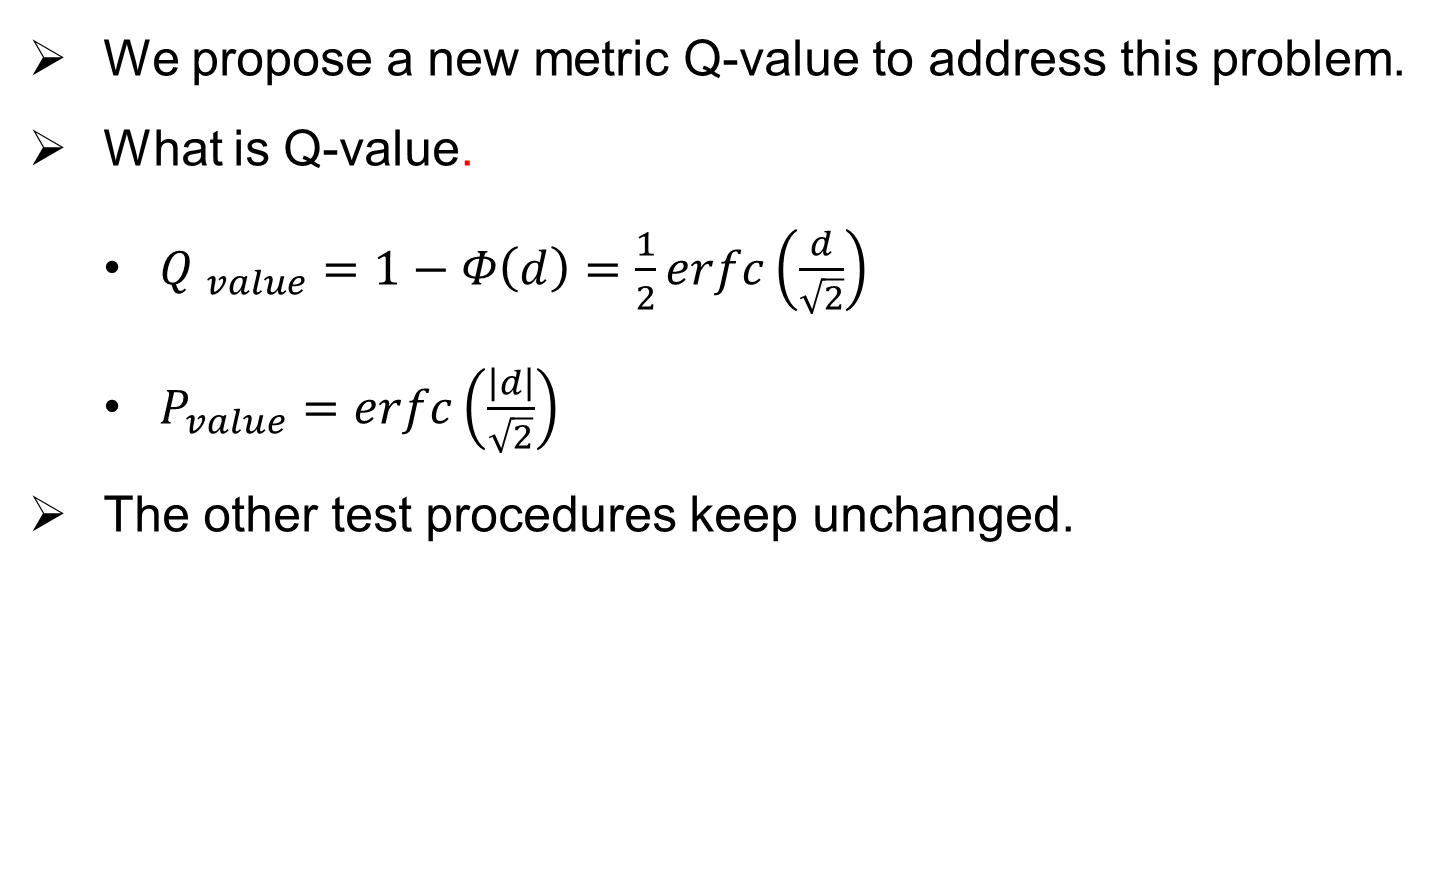 ➢ We propose a new metric Q-value to address this problem.
➢ What is Q-value.
• Q value = 1 − Φ(d) = 1/2 erfc(d/√2)
• Pvalue = erfc(|d|/√2)
➢ The other test procedures keep unchanged.